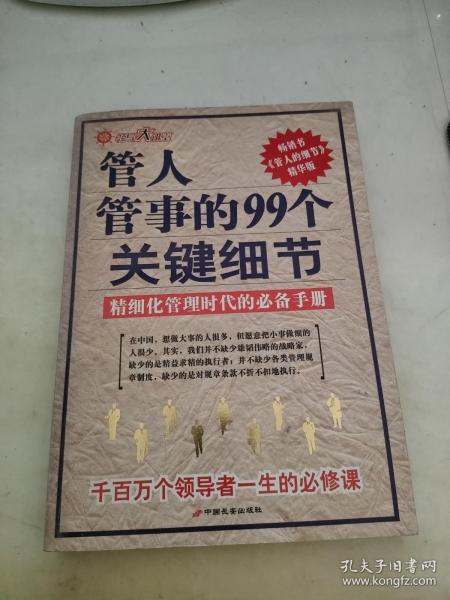 畅销书
《管人的细节》
精华版
管人
管事的99个
关键细节
精细化管理时代的必备手册
在中国，想做大事的人很多，但愿意把小事做细的
人很少。其实，我们并不缺少雄韬伟略的战略家，
缺少的是精益求精的执行者；并不缺少各类管理规
章制度，缺少的是对规章条款不折不扣地执行。
千百万个领导者一生的必修课
中国长安出版社
孔夫子旧书网
www.kongfz.com